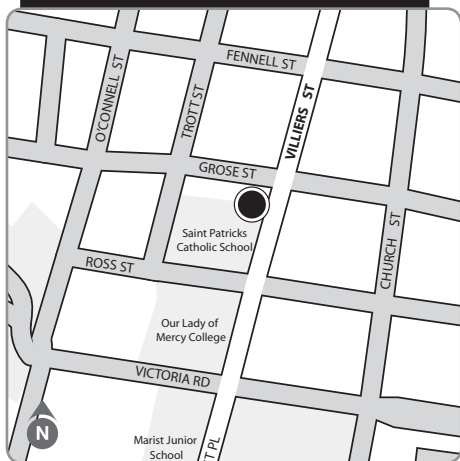 FENNELL ST
O'CONNELL ST
TROTT ST
VILLIERS ST
GROSE ST
Saint Patricks
Catholic School
CHURCH ST
ROSS ST
Our Lady of
Mercy College
VICTORIA RD
Marist Junior
School
T PL
N